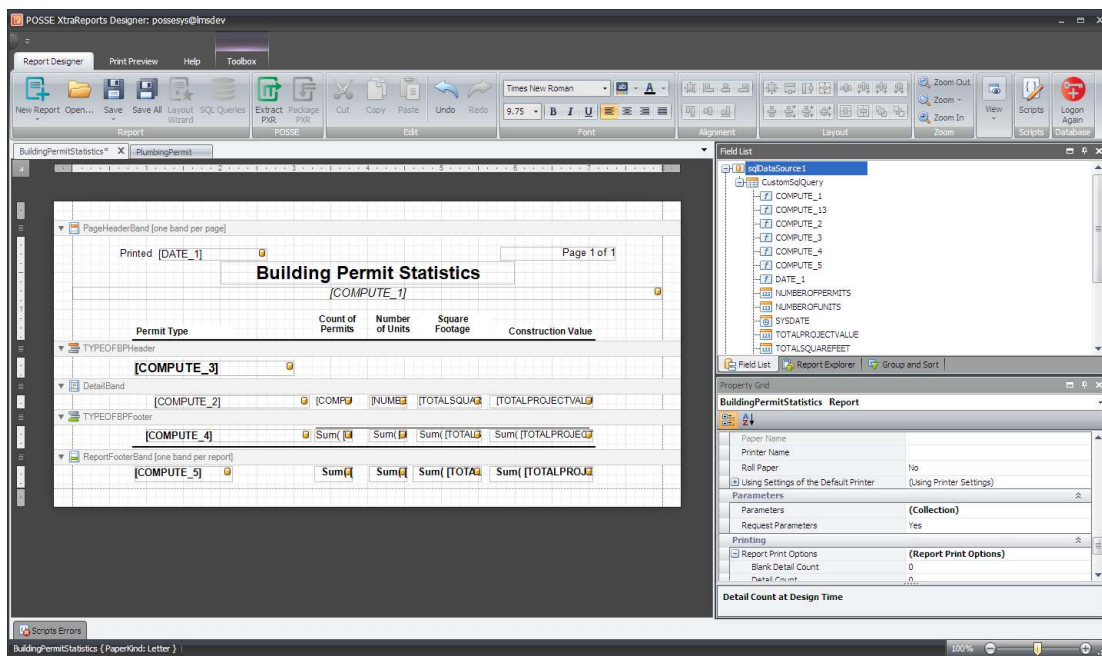 POSSE XtraReports Designer: possesys@lmsdev
Report Designer Print Preview Help Toolbox
New Report Open... Save Save All Layout Wizard SQL Queries
Extract PXR Package PXR
Cut Copy Paste Undo Redo
Times New Roman
9.75 B I U
Zoom Out
Zoom
Zoom In
View Scripts Logon Again
Report POSSE Edit Font Alignment Layout Zoom Scripts Database
BuildingPermitStatistics* X PlumbingPermit
PageHeaderBand [one band per page]
Printed [DATE_1] Page 1 of 1
Building Permit Statistics
[COMPUTE_1]
Permit Type Count of Permits Number of Units Square Footage Construction Value
TYPEOFBPHeader
[COMPUTE_3]
DetailBand
[COMPUTE_2] [COMP [NUMBE [TOTALSQUAR [TOTALPROJECTVALU
TYPEOFBPFooter
[COMPUTE_4] Sum( [ Sum( [ Sum( [TOTAL Sum( [TOTALPROJEC
ReportFooterBand [one band per report]
[COMPUTE_5] Sum( Sum( Sum( [TOTA Sum( [TOTALPROJ
Scripts Errors
BuildingPermitStatistics { PaperKind: Letter }
100%
Field List
sqlDataSource1
CustomSqlQuery
COMPUTE_1
COMPUTE_13
COMPUTE_2
COMPUTE_3
COMPUTE_4
COMPUTE_5
DATE_1
NUMBEROFPERMITS
NUMBEROFUNITS
SYSDATE
TOTALPROJECTVALUE
TOTALSQUAREFEET
Field List Report Explorer Group and Sort
Property Grid
BuildingPermitStatistics Report
Paper Name
Printer Name
Roll Paper No
Using Settings of the Default Printer (Using Printer Settings)
Parameters
Parameters (Collection)
Request Parameters Yes
Printing
Report Print Options (Report Print Options)
Blank Detail Count 0
Detail Count 0
Detail Count at Design Time